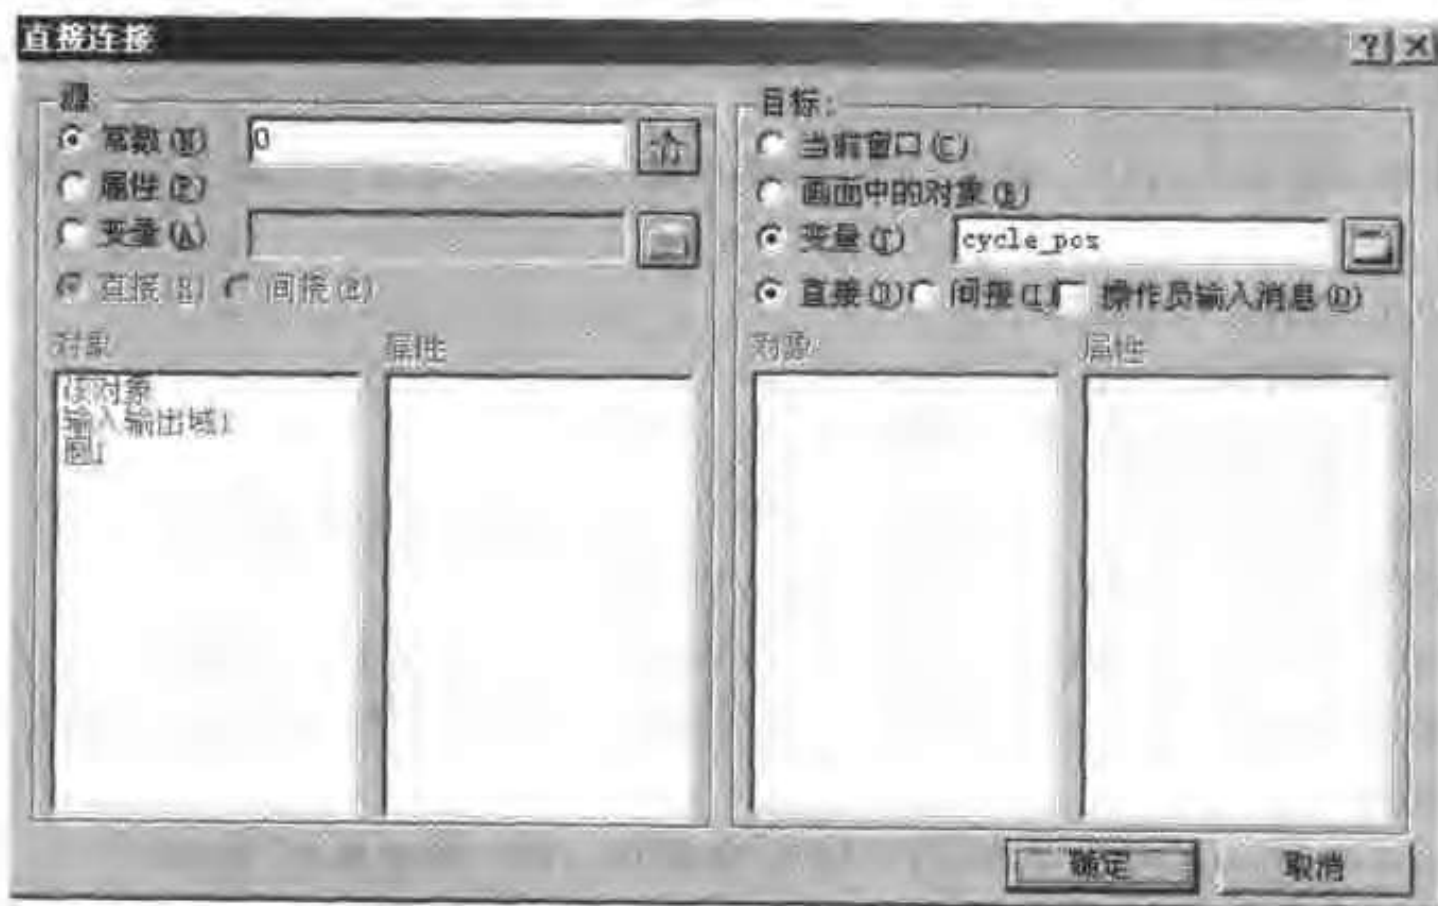 直接连接
源:
常数(N) 0
属性(P)
变量(A)
直接 间接
对象 属性
该对象
输入输出域1
圆1
目标:
当前窗口(C)
画面中的对象
变量(T) cycle_pox
直接 间接(I) 操作员输入消息(O)
对象 属性
确定 取消